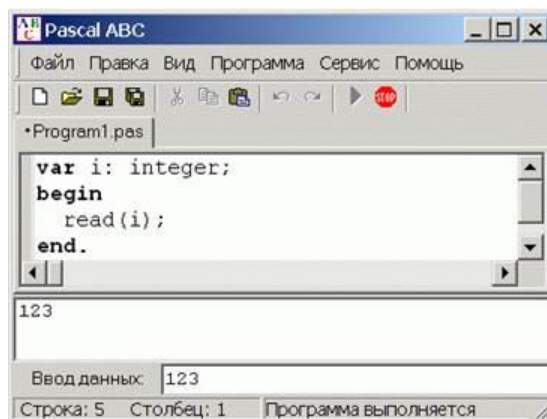 Pascal ABC
Файл Правка Вид Программа Сервис Помощь
STOP
•Program1.pas
var i: integer;
begin
read(i);
end.
123
Ввод данных: 123
Строка: 5 Столбец: 1 Программа выполняется